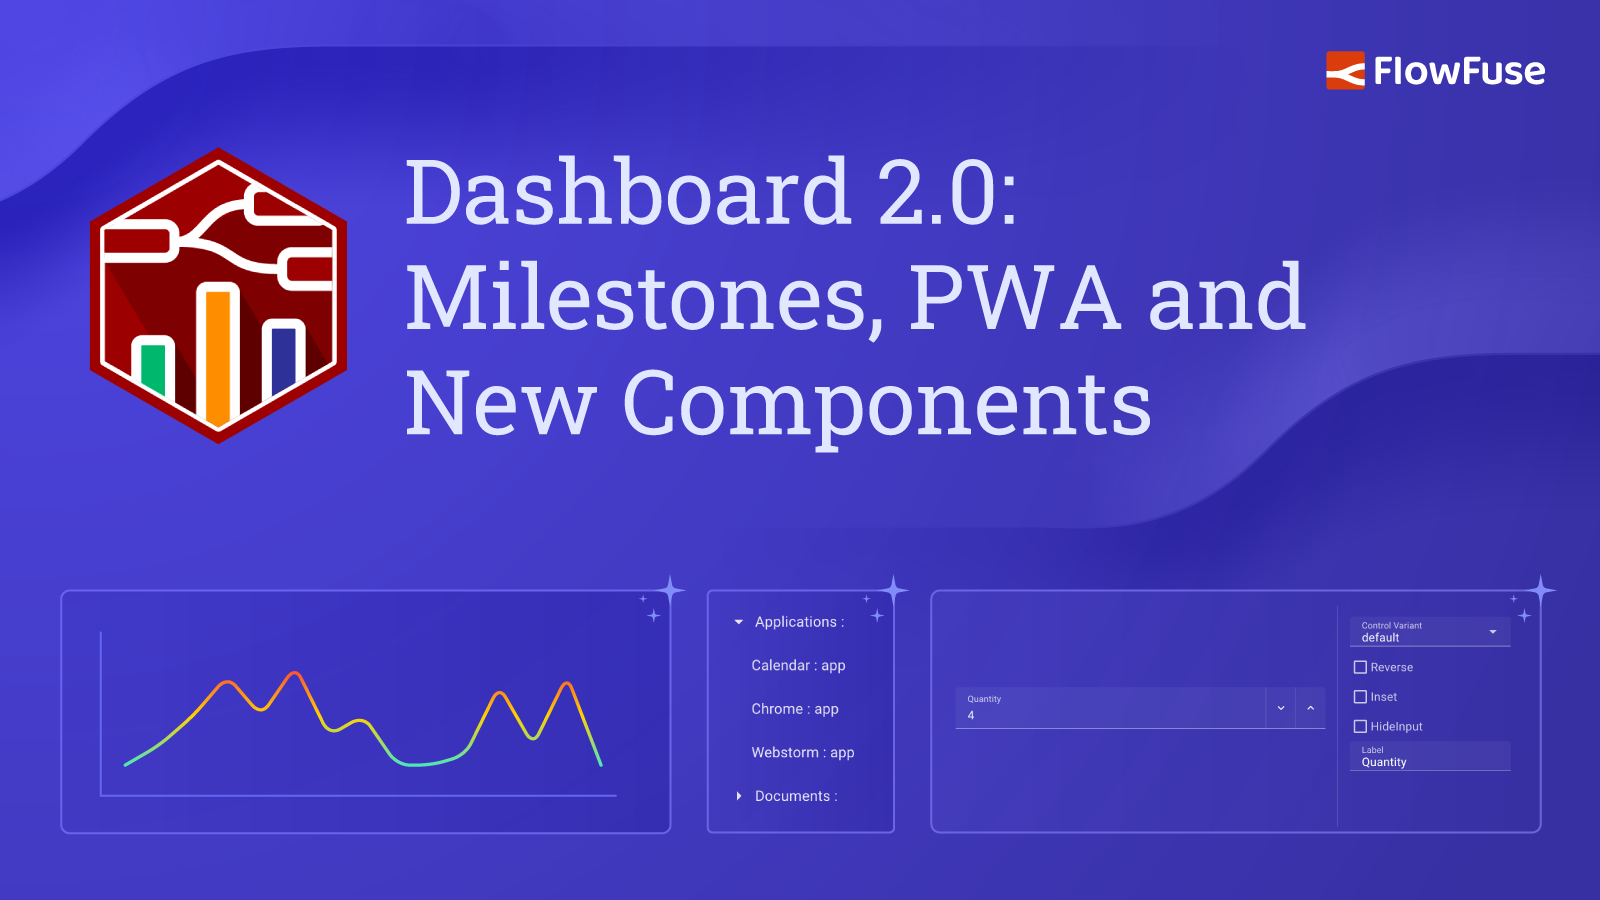 FlowFuse
Dashboard 2.0:
Milestones, PWA and
New Components
Applications :
Calendar : app
Chrome : app
Webstorm : app
Documents :
Quantity
4
Control Variant
default
Reverse
Inset
HideInput
Label
Quantity